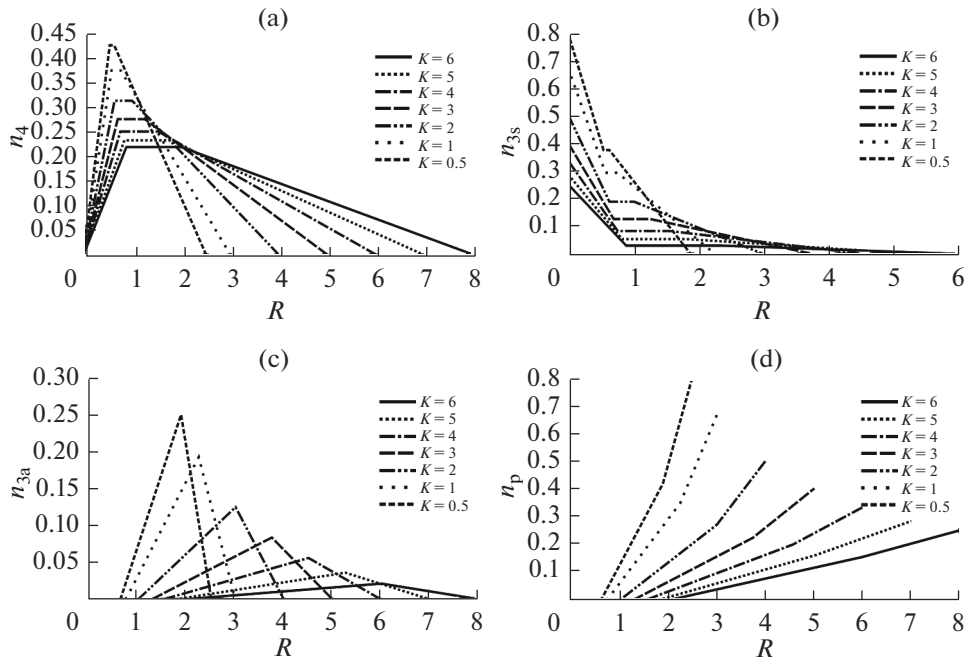 (a)
n4
0.45
0.40
0.35
0.30
0.25
0.20
0.15
0.10
0.05
0 1 2 3 4 5 6 7 8
R
K = 6
K = 5
K = 4
K = 3
K = 2
K = 1
K = 0.5
(b)
n3s
0.8
0.7
0.6
0.5
0.4
0.3
0.2
0.1
0 1 2 3 4 5 6
R
K = 6
K = 5
K = 4
K = 3
K = 2
K = 1
K = 0.5
(c)
n3a
0.30
0.25
0.20
0.15
0.10
0.05
0 1 2 3 4 5 6 7 8
R
K = 6
K = 5
K = 4
K = 3
K = 2
K = 1
K = 0.5
(d)
np
0.8
0.7
0.6
0.5
0.4
0.3
0.2
0.1
0 1 2 3 4 5 6 7 8
R
K = 6
K = 5
K = 4
K = 3
K = 2
K = 1
K = 0.5